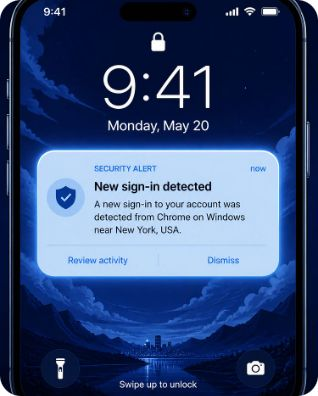 9:41
9:41
Monday, May 20
SECURITY ALERT now
New sign-in detected
A new sign-in to your account was
detected from Chrome on Windows
near New York, USA.
Review activity Dismiss
Swipe up to unlock